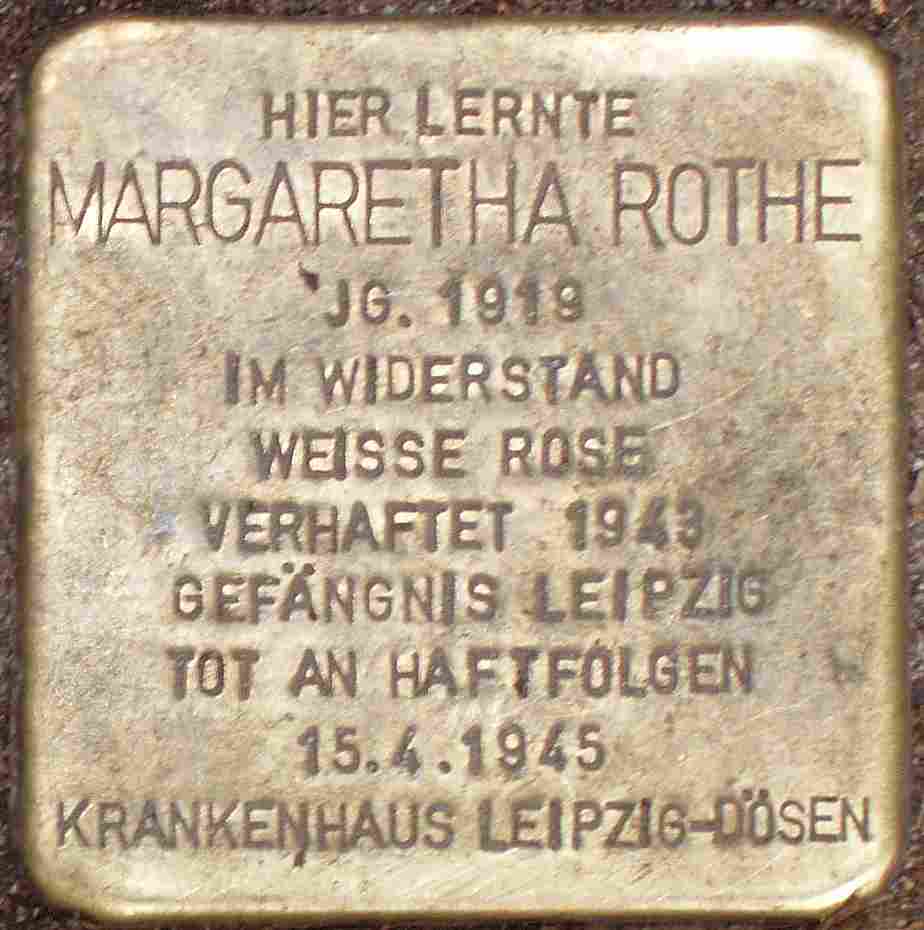 HIER LERNTE
MARGARETHA ROTHE
JG. 1919
IM WIDERSTAND
WEISSE ROSE
VERHAFTET 1943
GEFÄNGNIS LEIPZIG
TOT AN HAFTFOLGEN
15.4.1945
KRANKENHAUS LEIPZIG-DÖSEN